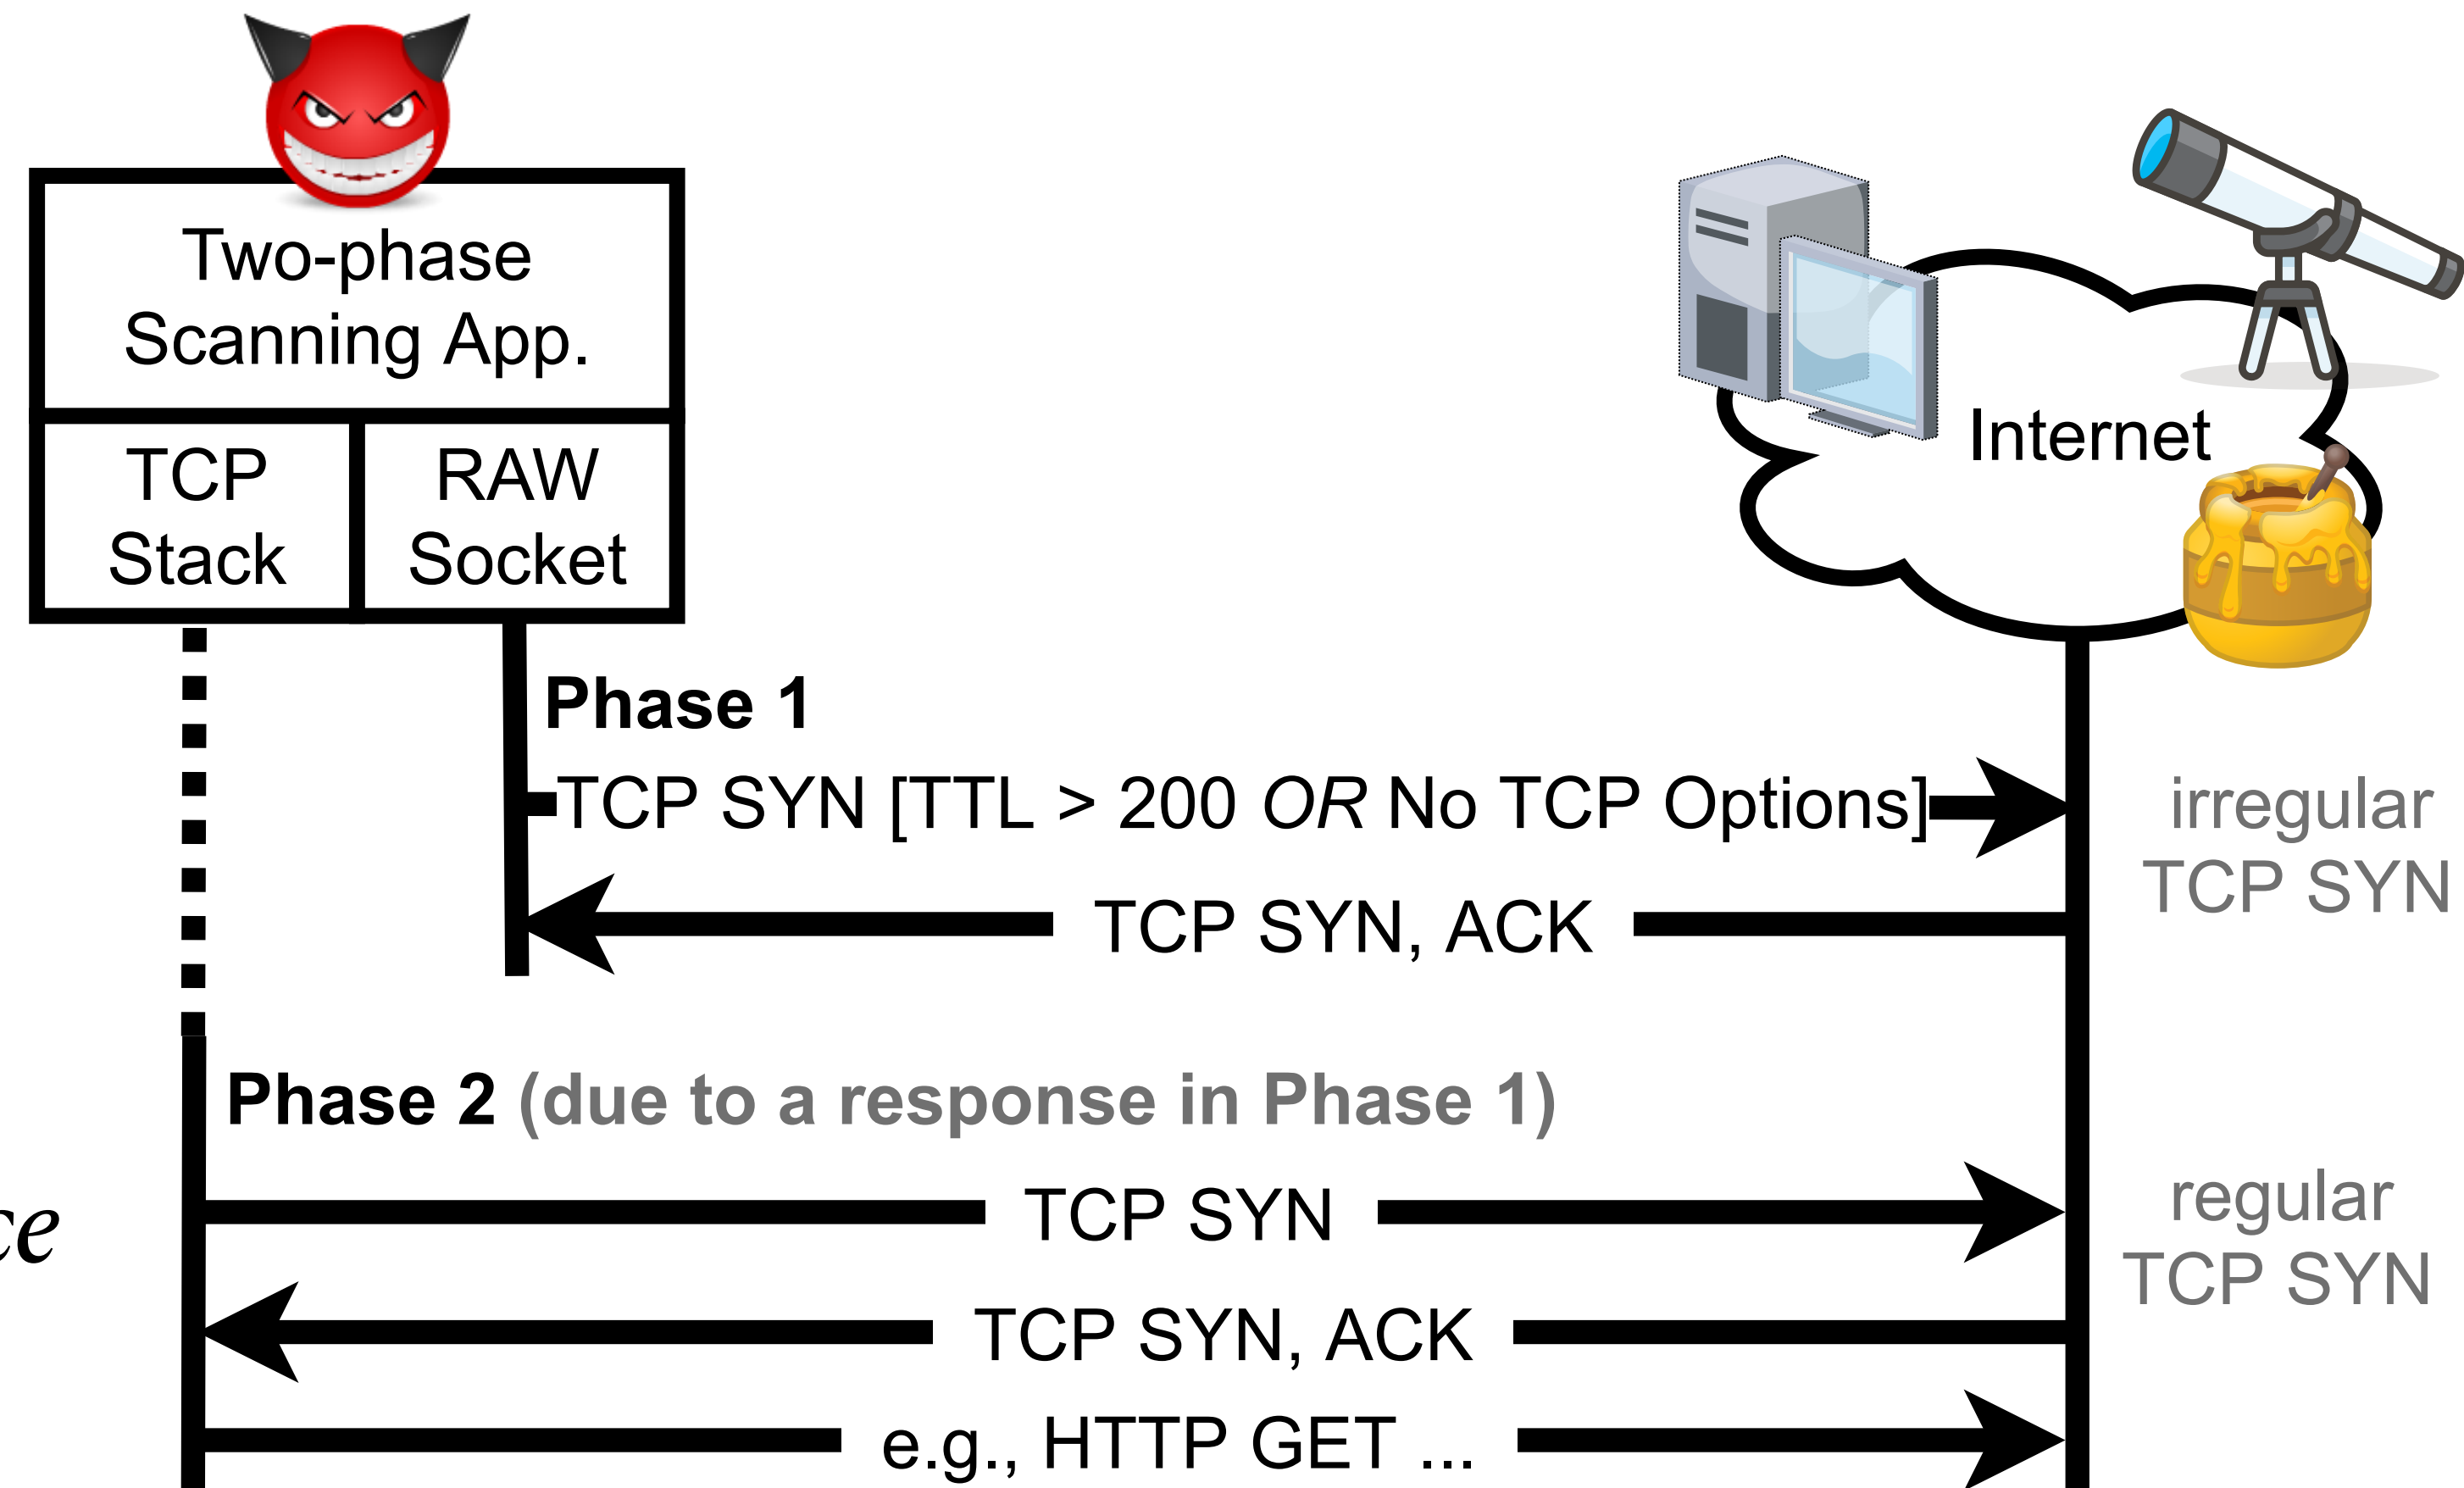 Two-phase
Scanning App.
TCP
Stack
RAW
Socket
Internet
Phase 1
TCP SYN [TTL > 200 OR No TCP Options]
irregular
TCP SYN
TCP SYN, ACK
Phase 2 (due to a response in Phase 1)
TCP SYN
regular
TCP SYN
TCP SYN, ACK
e.g., HTTP GET ...